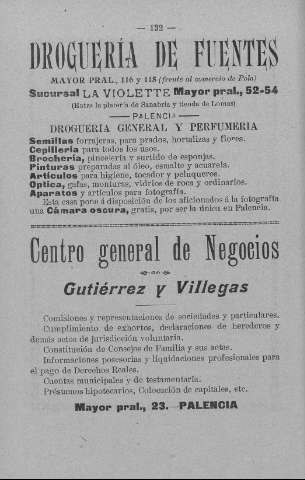 — 132 —
DROGUERÍA DE FUENTES
MAYOR PRAL., 116 y 118 (frente al comercio de Polo)
Sucursal LA VIOLETTE Mayor pral., 52-54
(Entre la platería de Sanabria y tienda de Lomas)
—PALENCIA—
DROGUERÍA GENERAL Y PERFUMERIA
Semillas forrajeras, para prados, hortalizas y flores.
Cepillería para todos los usos.
Brochería, pincelería y surtido de esponjas.
Pinturas preparadas al óleo, esmalte y acuarela.
Artículos para higiene, tocador y peluqueros.
Optica, gafas, monturas, vidrios de roca y ordinarios.
Aparatos y artículos para fotografía.
Esta casa pone á disposición de los aficionados á la fotografía
una Cámara oscura, gratis, por ser la única en Palencia.
Centro general de Negocios
Gutiérrez y Villegas
Comisiones y representaciones de sociedades y particulares.
Cumplimiento de exhortos, declaraciones de herederos y
demás actos de jurisdicción voluntaria.
Constitución de Consejos de Familia y sus actas.
Informaciones posesorias y liquidaciones profesionales para
el pago de Derechos Reales.
Cuentas municipales y de testamentaría.
Préstamos hipotecarios, Colocación de capitales, etc.
Mayor pral., 23.—PALENCIA